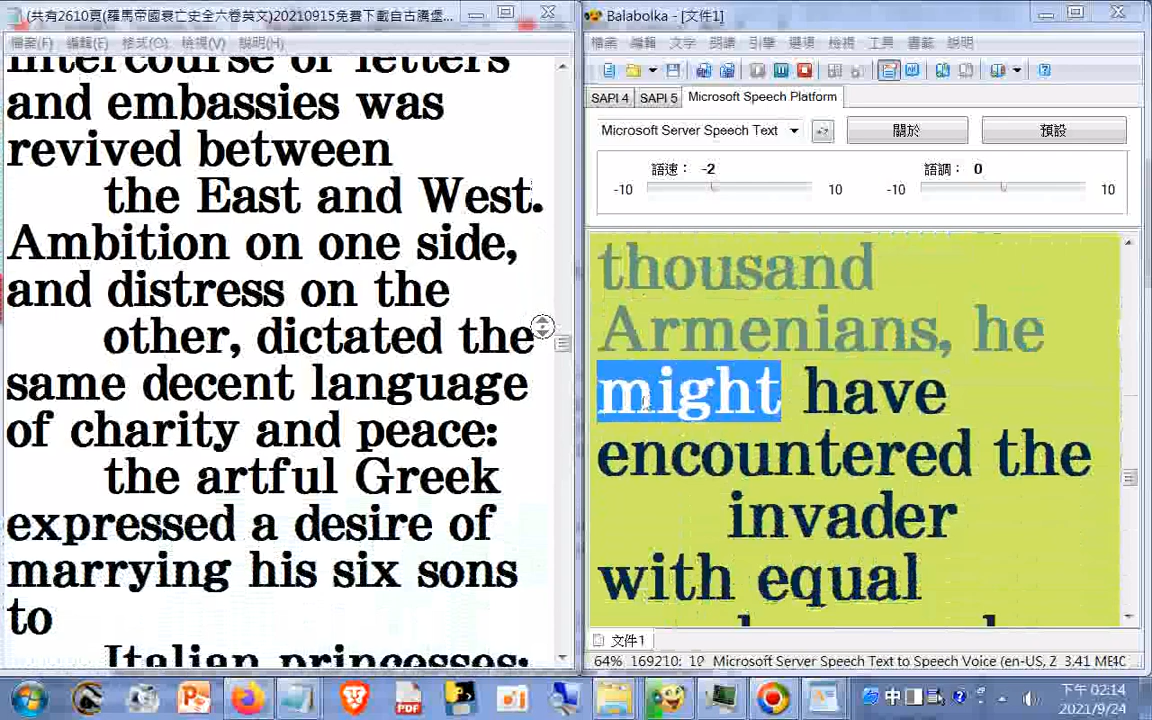 (共有2610頁(羅馬帝國衰亡史全六卷英文)20210915免費下載自古騰堡...
檔案(F) 編輯(E) 格式(O) 檢視(V) 說明(H)
intercourse of letters
and embassies was
revived between
the East and West.
Ambition on one side,
and distress on the
other, dictated the
same decent language
of charity and peace:
the artful Greek
expressed a desire of
marrying his six sons
to
Italian princesses:
Balabolka - [文件1]
檔案 編輯 文字 朗讀 引擎 選項 檢視 工具 書籤 說明
SAPI 4 SAPI 5 Microsoft Speech Platform
Microsoft Server Speech Text 關於 預設
語速: -2 語調: 0
-10 10 -10 10
thousand
Armenians, he
might have
encountered the
invader
with equal
文件1
64% Microsoft Server Speech Text to Speech Voice (en-US, Z
中
下午 02:14
2021/9/24